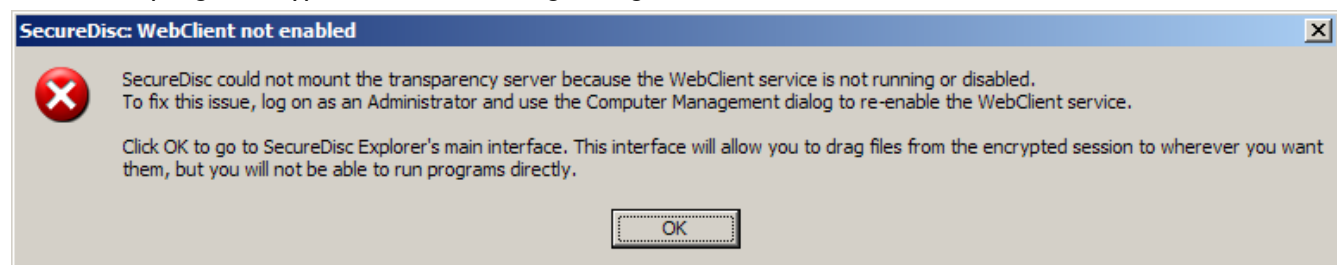 SecureDisc: WebClient not enabled
SecureDisc could not mount the transparency server because the WebClient service is not running or disabled.
To fix this issue, log on as an Administrator and use the Computer Management dialog to re-enable the WebClient service.
Click OK to go to SecureDisc Explorer's main interface. This interface will allow you to drag files from the encrypted session to wherever you want
them, but you will not be able to run programs directly.
OK